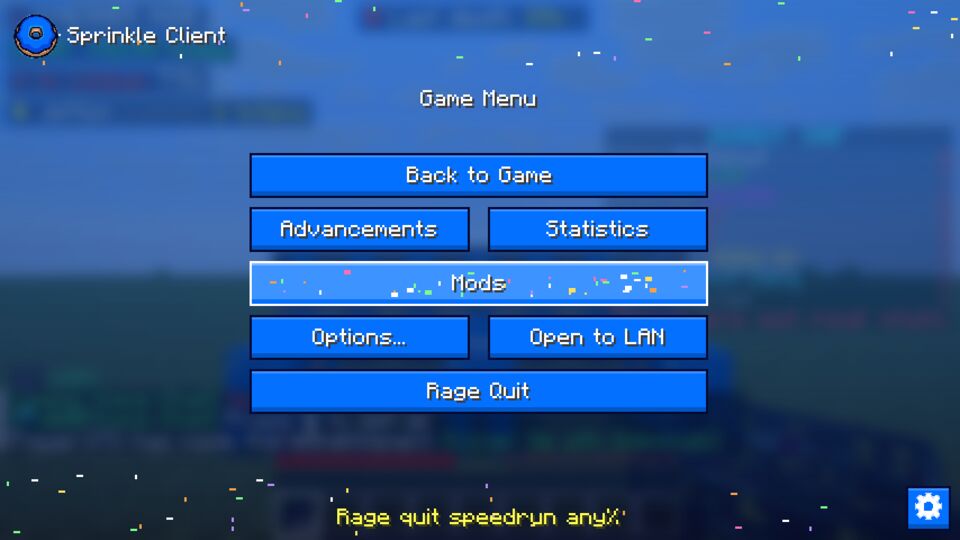 Sprinkle Client
Game Menu
Back to Game
Advancements
Statistics
Mods
Options...
Open to LAN
Rage Quit
Rage quit speedrun any%